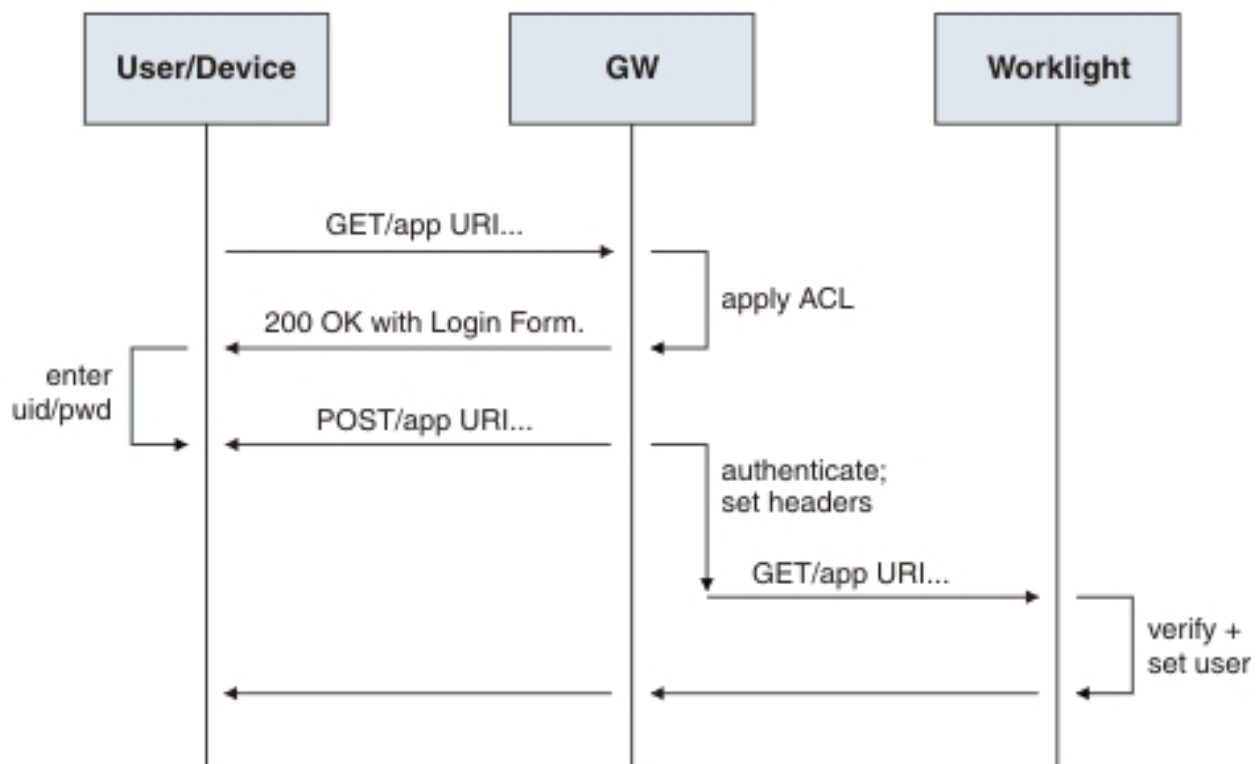 User/Device
GW
Worklight
GET/app URI...
apply ACL
200 OK with Login Form.
enter
uid/pwd
POST/app URI...
authenticate;
set headers
GET/app URI...
verify +
set user